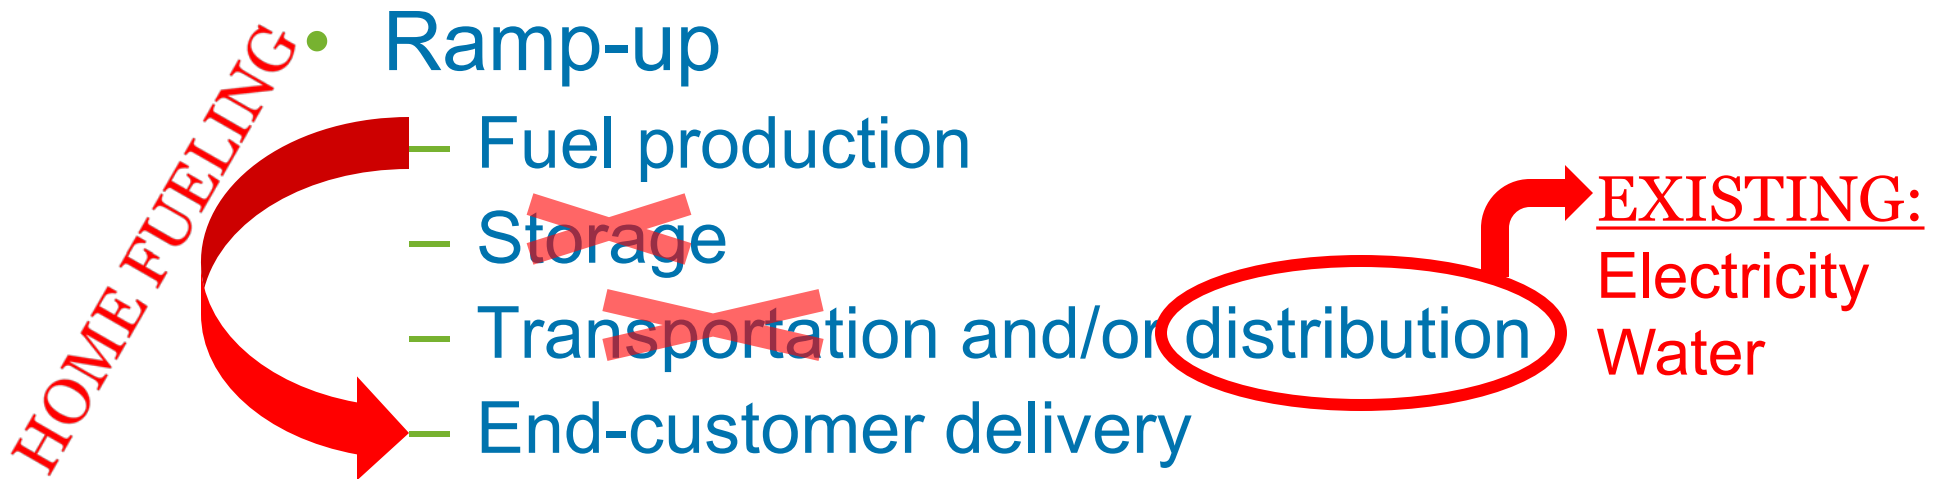 HOME FUELING
• Ramp-up
– Fuel production
– Storage
– Transportation and/or distribution
– End-customer delivery
EXISTING:
Electricity
Water